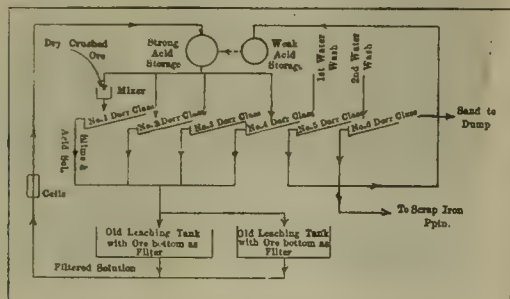 Dry Crushed
Ore
Mixer
Strong
Acid
Storage
Weak
Acid
Storage
1st Water
Wash
2nd Water
Wash
No.1 Dorr Class
No.2 Dorr Class
No.3 Dorr Class
No.4 Dorr Class
No.5 Dorr Class
No.6 Dorr Class
Sand to
Dump
Slime &
Acid Sol.
Cells
To Scrap Iron
Pptn.
Old Leaching Tank
with Ore bottom as
Filter
Old Leaching Tank
with Ore bottom as
Filter
Filtered Solution